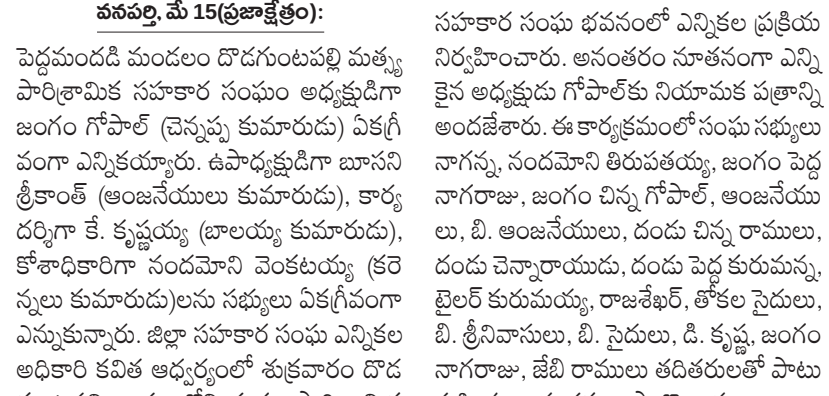 వనపర్తి, మే 15(ప్రజాక్షేత్రం):
పెద్దమందడి మండలం దొడగుంటపల్లి మత్స్య
పారిశ్రామిక సహకార సంఘం అధ్యక్షుడిగా
జంగం గోపాల్ (చెన్నప్ప కుమారుడు) ఏకగ్రీ
వంగా ఎన్నికయ్యారు. ఉపాధ్యక్షుడిగా బూసని
శ్రీకాంత్ (ఆంజనేయులు కుమారుడు), కార్య
దర్శిగా కే. కృష్ణయ్య (బాలయ్య కుమారుడు),
కోశాధికారిగా నందమోని వెంకటయ్య (కరె
న్నలు కుమారుడు)లను సభ్యులు ఏకగ్రీవంగా
ఎన్నుకున్నారు. జిల్లా సహకార సంఘ ఎన్నికల
అధికారి కవిత ఆధ్వర్యంలో శుక్రవారం దొడ
సహకార సంఘ భవనంలో ఎన్నికల ప్రక్రియ
నిర్వహించారు. అనంతరం నూతనంగా ఎన్ని
కైన అధ్యక్షుడు గోపాల్‌కు నియామక పత్రాన్ని
అందజేశారు. ఈ కార్యక్రమంలో సంఘ సభ్యులు
నాగన్న, నందమోని తిరుపతయ్య, జంగం పెద్ద
నాగరాజు, జంగం చిన్న గోపాల్, ఆంజనేయు
లు, బి. ఆంజనేయులు, దండు చిన్న రాములు,
దండు చెన్నారాయుడు, దండు పెద్ద కురుమన్న,
టైలర్ కురుమయ్య, రాజశేఖర్, తోకల సైదులు,
బి. శ్రీనివాసులు, బి. సైదులు, డి. కృష్ణ, జంగం
నాగరాజు, జేబి రాములు తదితరులతో పాటు